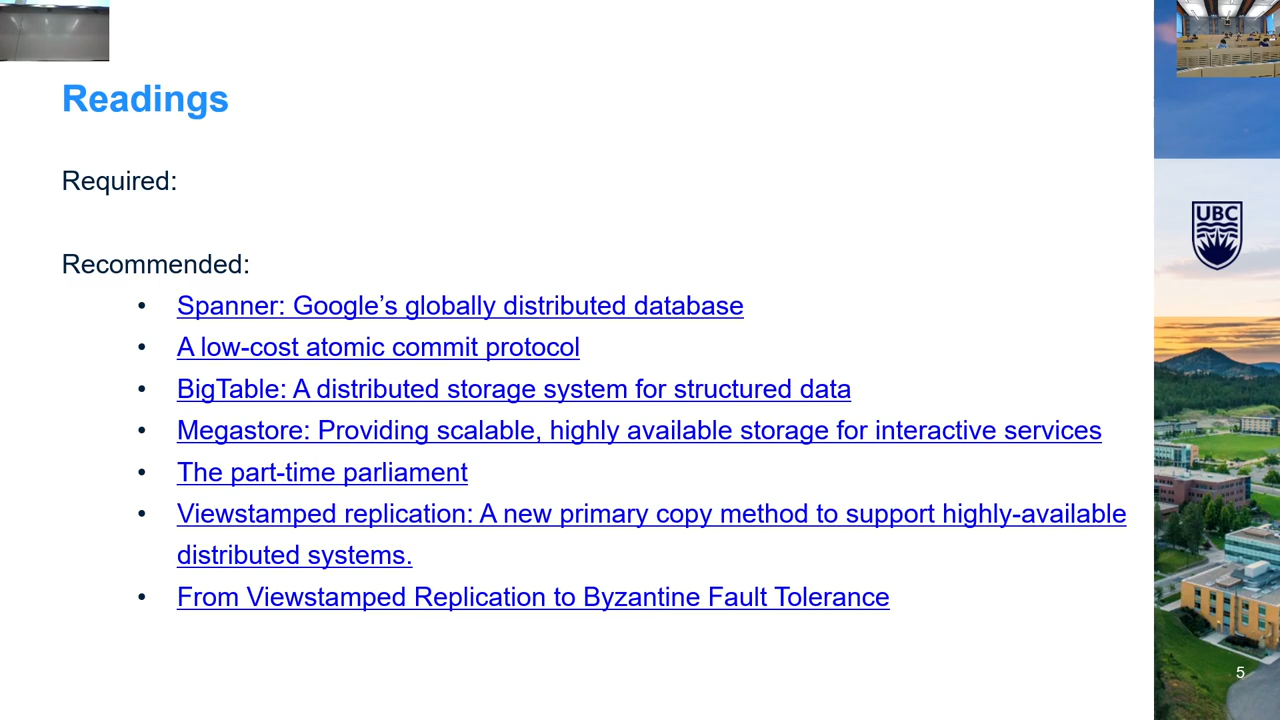 Readings
Required:
Recommended:
• Spanner: Google’s globally distributed database
• A low-cost atomic commit protocol
• BigTable: A distributed storage system for structured data
• Megastore: Providing scalable, highly available storage for interactive services
• The part-time parliament
• Viewstamped replication: A new primary copy method to support highly-available
distributed systems.
• From Viewstamped Replication to Byzantine Fault Tolerance
UBC
5